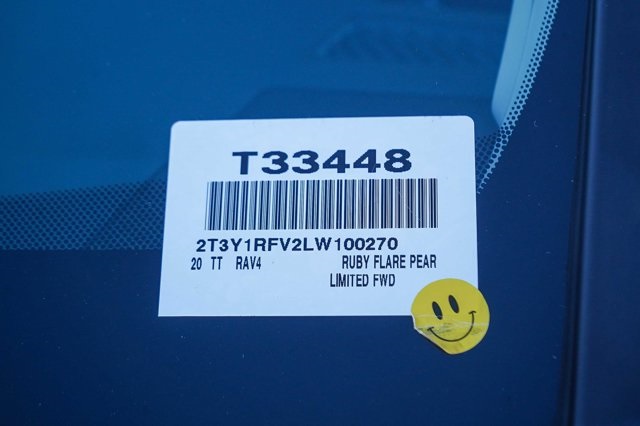 T33448
2T3Y1RFV2LW100270
20 TT RAV4 RUBY FLARE PEAR
LIMITED FWD